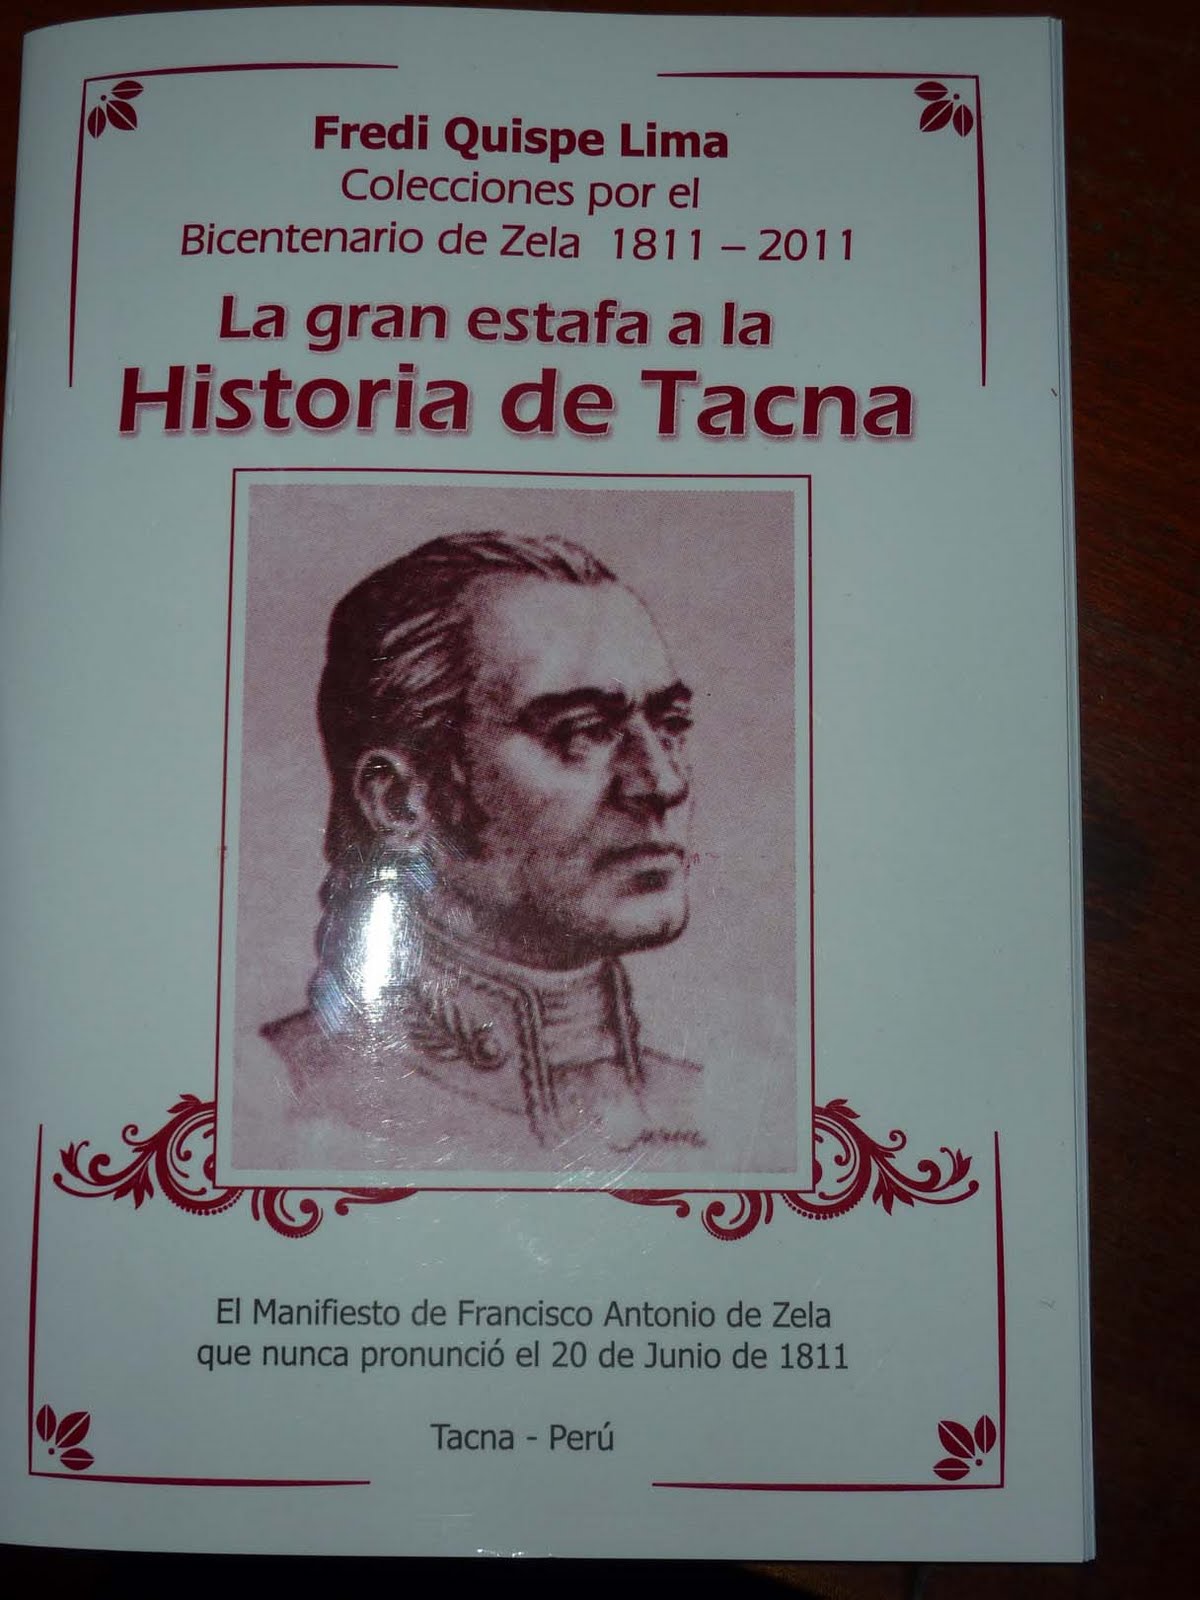 Fredi Quispe Lima
Colecciones por el
Bicentenario de Zela 1811 – 2011
La gran estafa a la
Historia de Tacna
El Manifiesto de Francisco Antonio de Zela
que nunca pronunció el 20 de Junio de 1811
Tacna - Perú